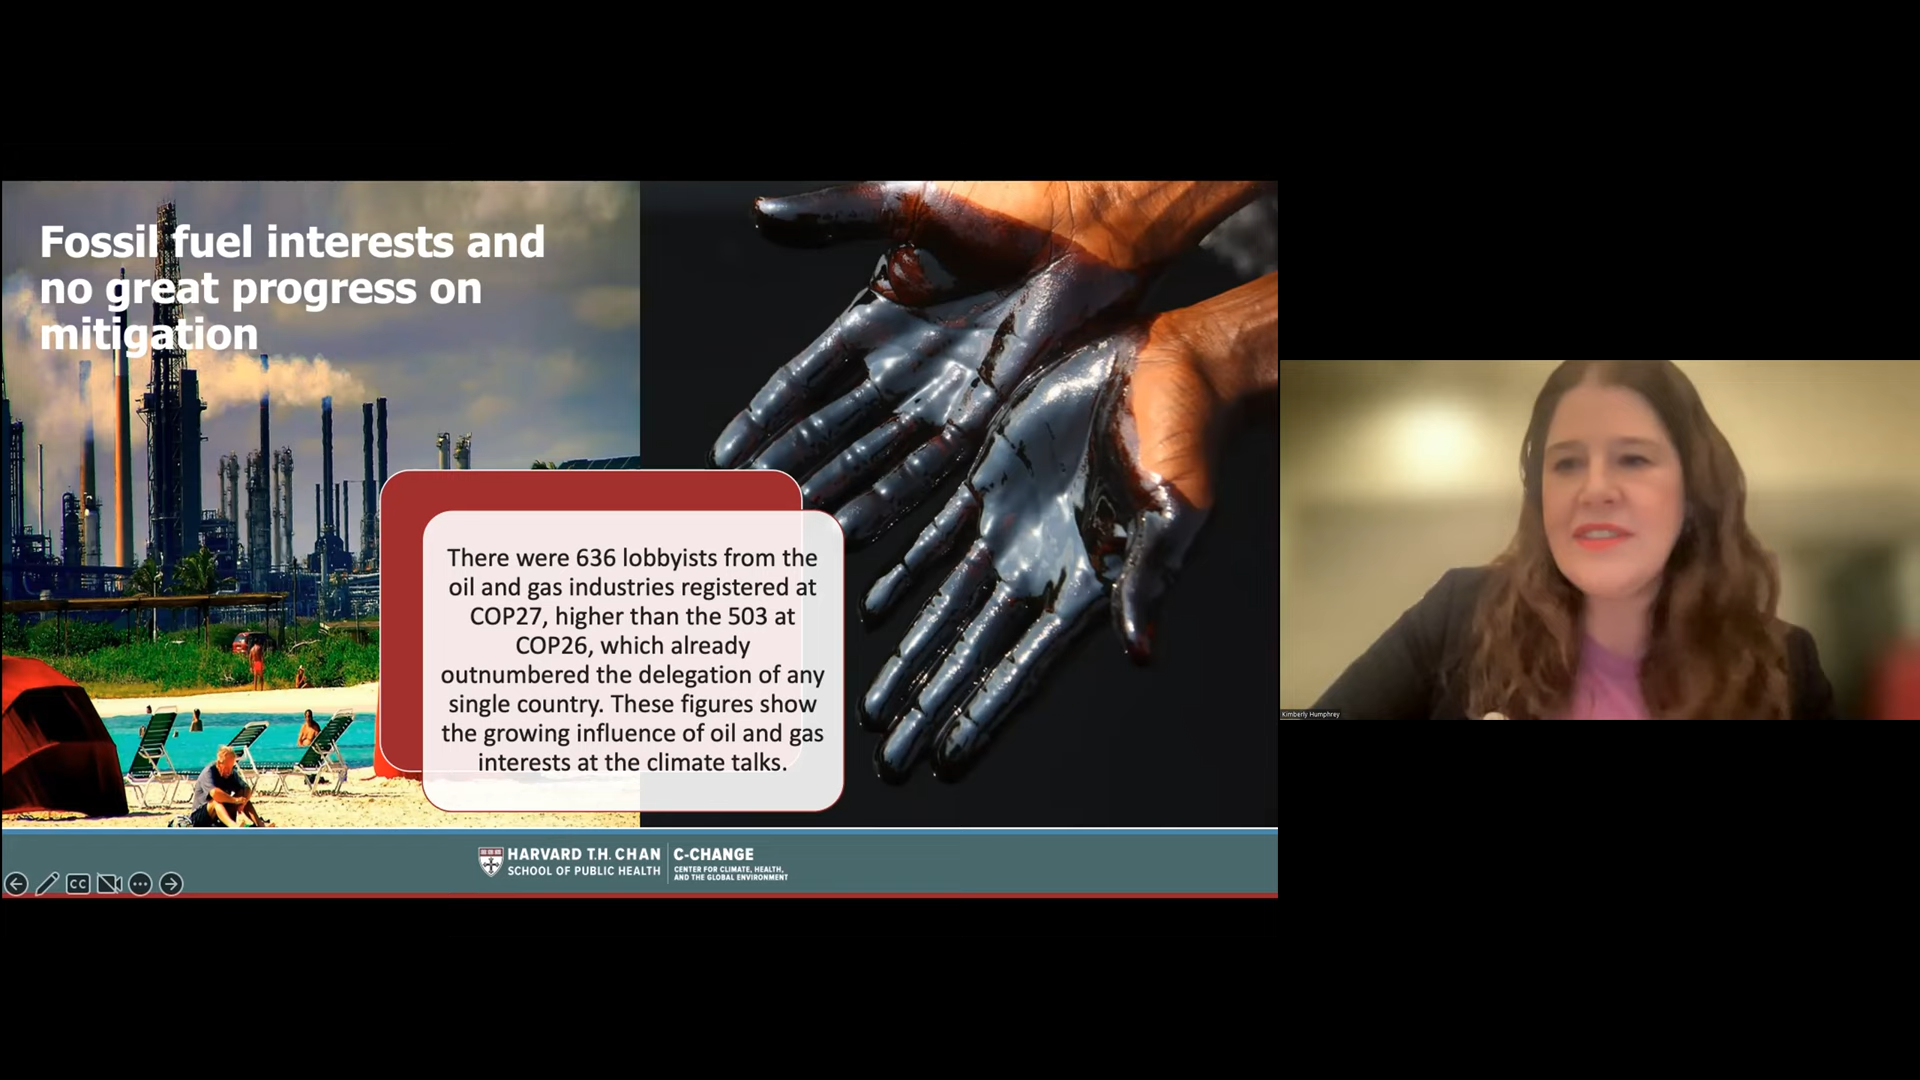 Fossil fuel interests and
no great progress on
mitigation
There were 636 lobbyists from the
oil and gas industries registered at
COP27, higher than the 503 at
COP26, which already
outnumbered the delegation of any
single country. These figures show
the growing influence of oil and gas
interests at the climate talks.
HARVARD T.H. CHAN
SCHOOL OF PUBLIC HEALTH
C-CHANGE
CENTER FOR CLIMATE, HEALTH,
AND THE GLOBAL ENVIRONMENT
CC
Kimberly Humphrey